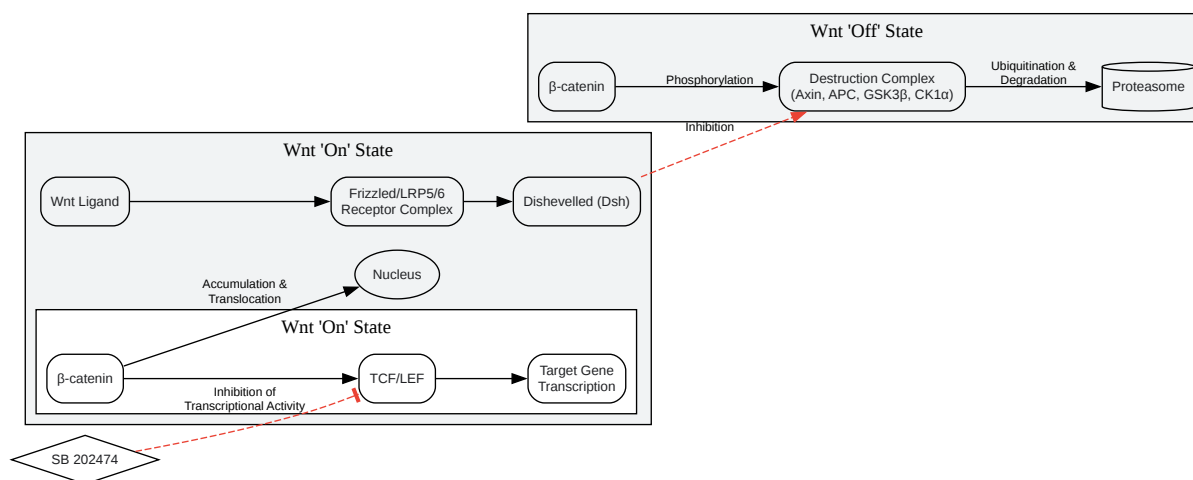 Wnt 'Off' State
β-catenin
Phosphorylation
Destruction Complex
(Axin, APC, GSK3β, CK1α)
Ubiquitination &
Degradation
Proteasome
Inhibition
Wnt 'On' State
Wnt Ligand
Frizzled/LRP5/6
Receptor Complex
Dishevelled (Dsh)
Nucleus
Accumulation &
Translocation
Wnt 'On' State
β-catenin
Inhibition of
Transcriptional Activity
TCF/LEF
Target Gene
Transcription
SB 202474